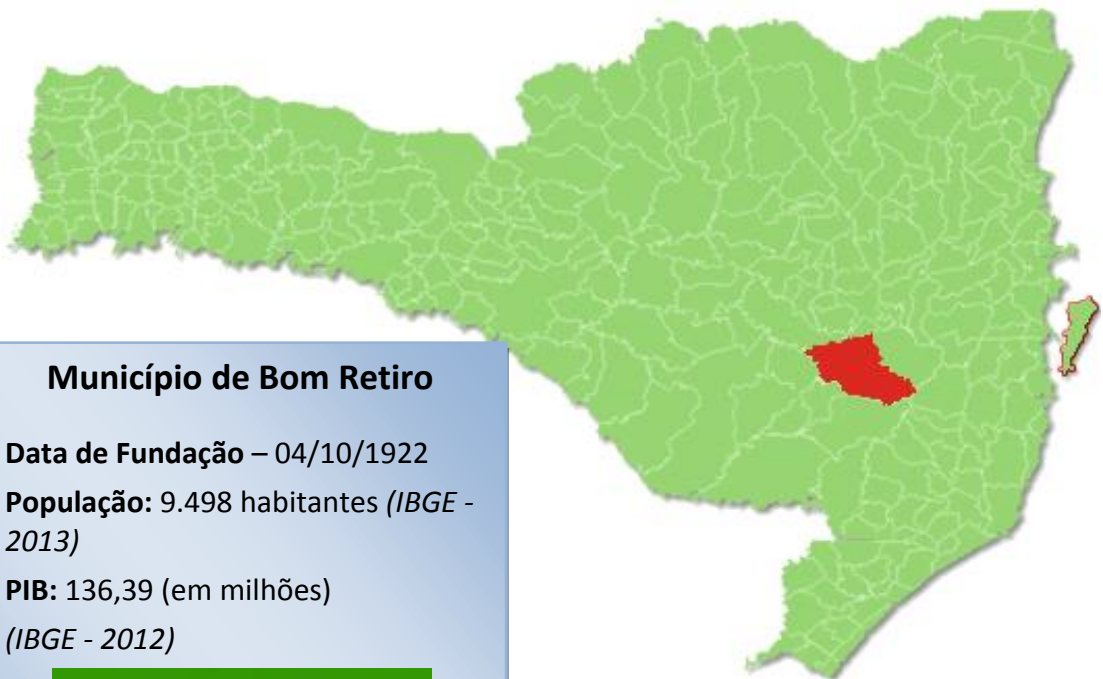 Município de Bom Retiro
Data de Fundação – 04/10/1922
População: 9.498 habitantes (IBGE -
2013)
PIB: 136,39 (em milhões)
(IBGE - 2012)